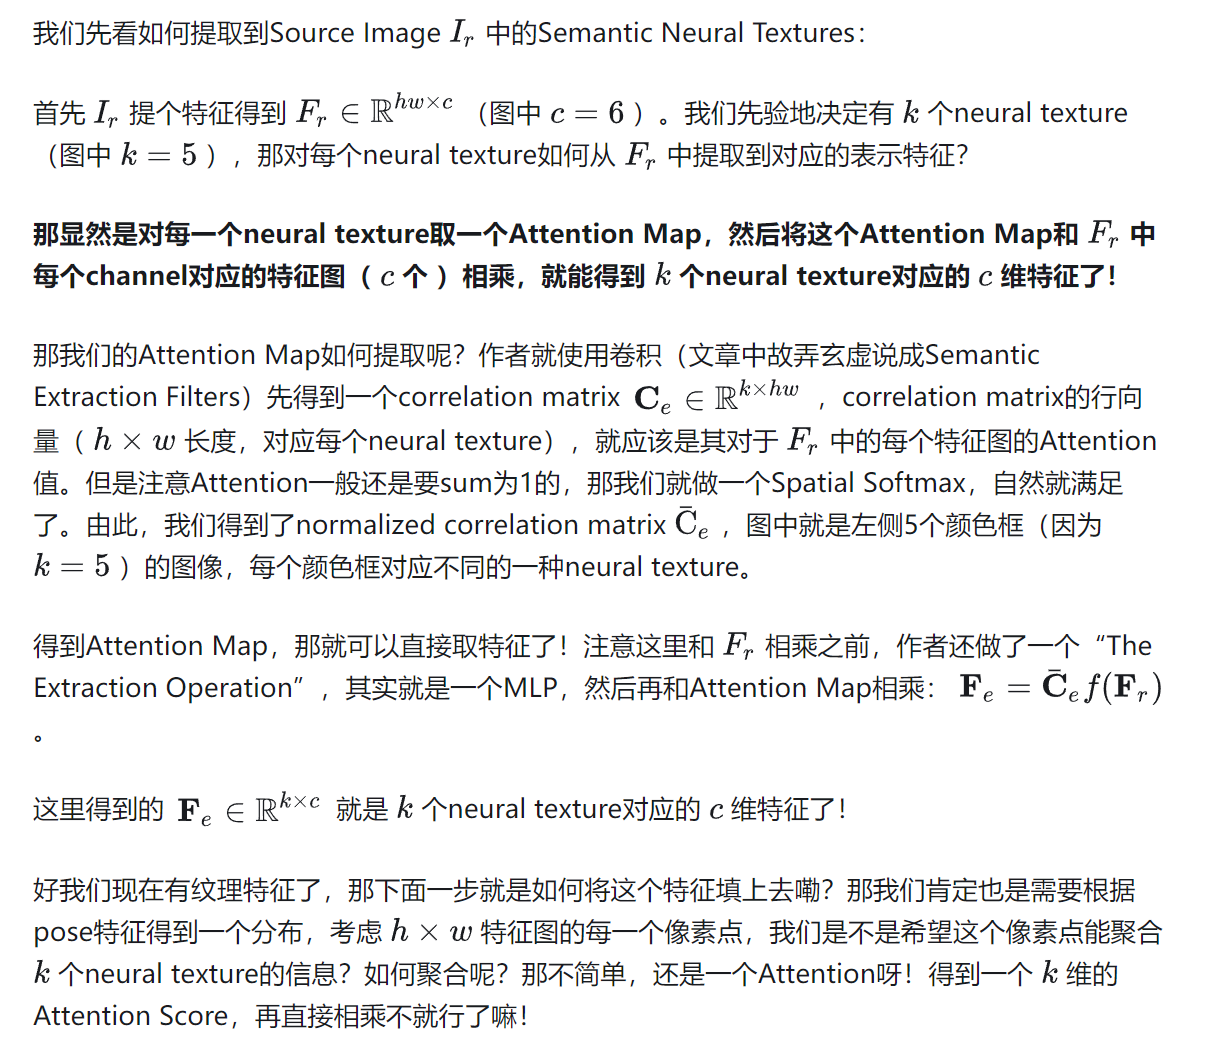 我们先看如何提取到Source Image $I_r$ 中的Semantic Neural Textures：
首先 $I_r$ 提个特征得到 $F_r \in \mathbb{R}^{hw \times c}$ （图中 $c = 6$ ）。我们先验地决定有 $k$ 个neural texture
（图中 $k = 5$ ），那对每个neural texture如何从 $F_r$ 中提取到对应的表示特征？
那显然是对每一个neural texture取一个Attention Map，然后将这个Attention Map和 $F_r$ 中
每个channel对应的特征图（ $c$ 个 ）相乘，就能得到 $k$ 个neural texture对应的 $c$ 维特征了！
那我们的Attention Map如何提取呢？作者就使用卷积（文章中故弄玄虚说成Semantic
Extraction Filters）先得到一个correlation matrix $\mathbf{C}_e \in \mathbb{R}^{k \times hw}$ ，correlation matrix的行向
量（ $h \times w$ 长度，对应每个neural texture），就应该是其对于 $F_r$ 中的每个特征图的Attention
值。但是注意Attention一般还是要sum为1的，那我们就做一个Spatial Softmax，自然就满足
了。由此，我们得到了normalized correlation matrix $\bar{\mathrm{C}}_e$ ，图中就是左侧5个颜色框（因为
$k = 5$ ）的图像，每个颜色框对应不同的一种neural texture。
得到Attention Map，那就可以直接取特征了！注意这里和 $F_r$ 相乘之前，作者还做了一个“The
Extraction Operation”，其实就是一个MLP，然后再和Attention Map相乘： $\mathbf{F}_e = \bar{\mathbf{C}}_e f(\mathbf{F}_r)$
。
这里得到的 $\mathbf{F}_e \in \mathbb{R}^{k \times c}$ 就是 $k$ 个neural texture对应的 $c$ 维特征了！
好我们现在有纹理特征了，那下面一步就是如何将这个特征填上去嘞？那我们肯定也是需要根据
pose特征得到一个分布，考虑 $h \times w$ 特征图的每一个像素点，我们是不是希望这个像素点能聚合
$k$ 个neural texture的信息？如何聚合呢？那不简单，还是一个Attention呀！得到一个 $k$ 维的
Attention Score，再直接相乘不就行了嘛！